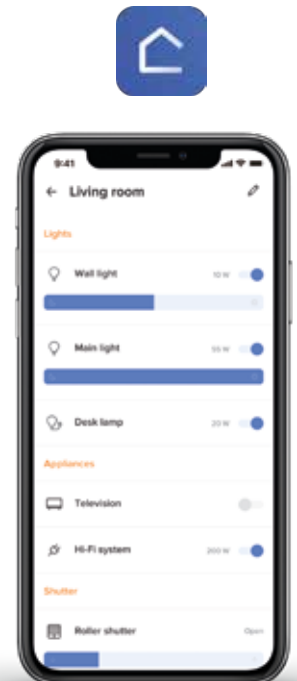 9:41
← Living room
Lights
Wall light 10 W
Main light 55 W
Desk lamp 20 W
Appliances
Television
Hi-Fi system 200 W
Shutter
Roller shutter Open